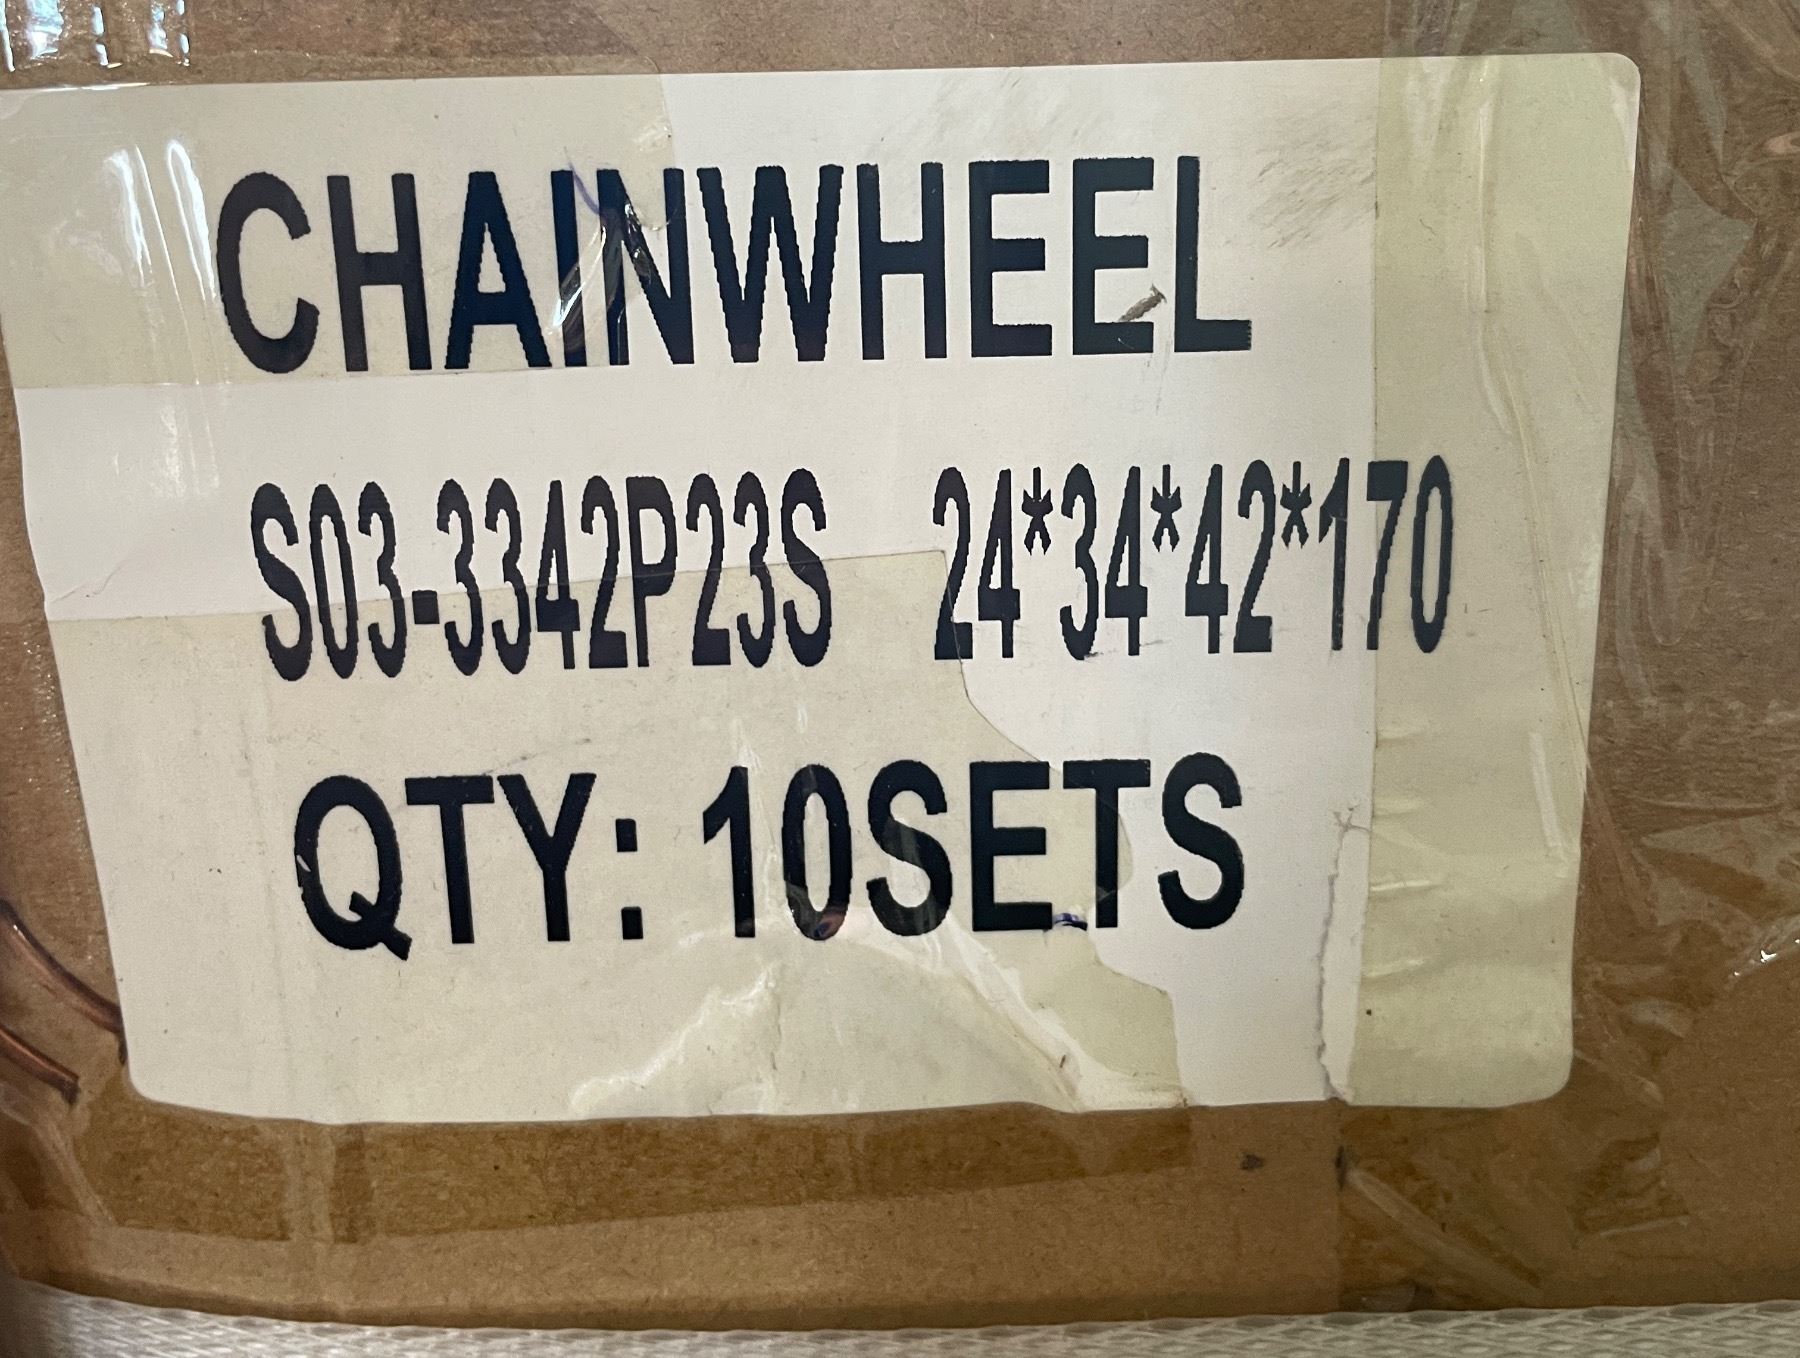 CHAINWHEEL
S03-3342P23S 24*34*42*170
QTY: 10SETS